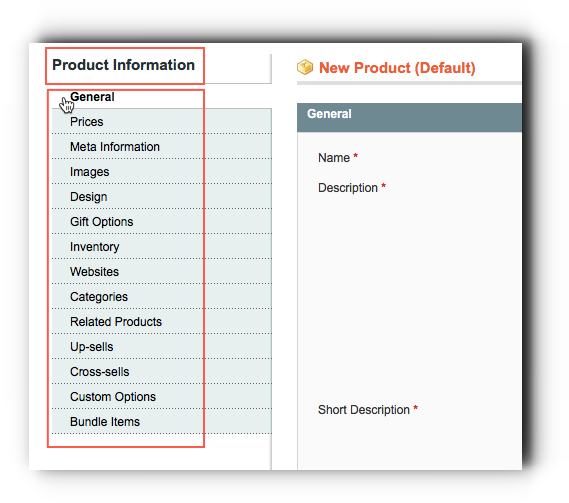 Product Information
General
Prices
Meta Information
Images
Design
Gift Options
Inventory
Websites
Categories
Related Products
Up-sells
Cross-sells
Custom Options
Bundle Items
New Product (Default)
General
Name *
Description *
Short Description *